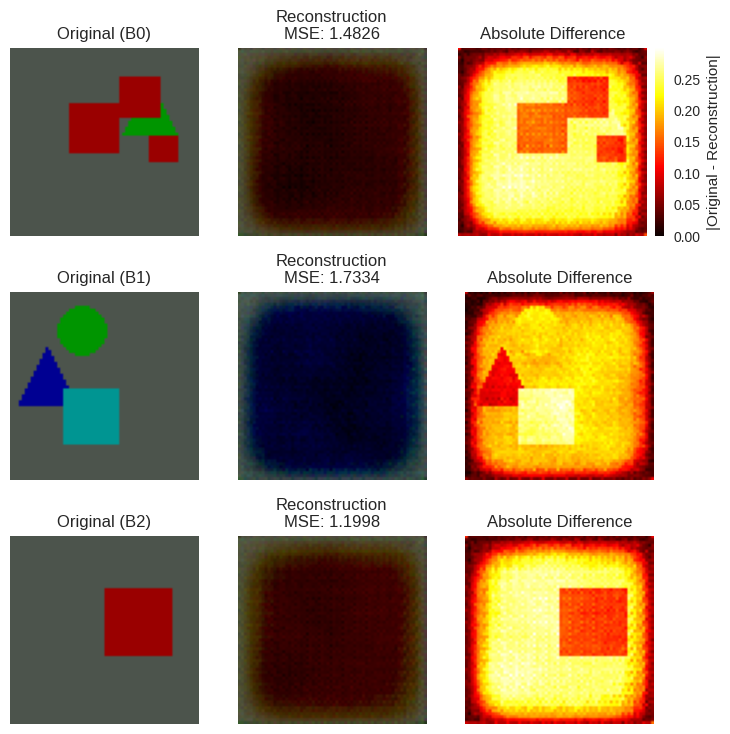 Original (B0)
Reconstruction
MSE: 1.4826
Absolute Difference
0.25
0.20
0.15
0.10
0.05
0.00
|Original - Reconstruction|
Original (B1)
Reconstruction
MSE: 1.7334
Absolute Difference
Original (B2)
Reconstruction
MSE: 1.1998
Absolute Difference